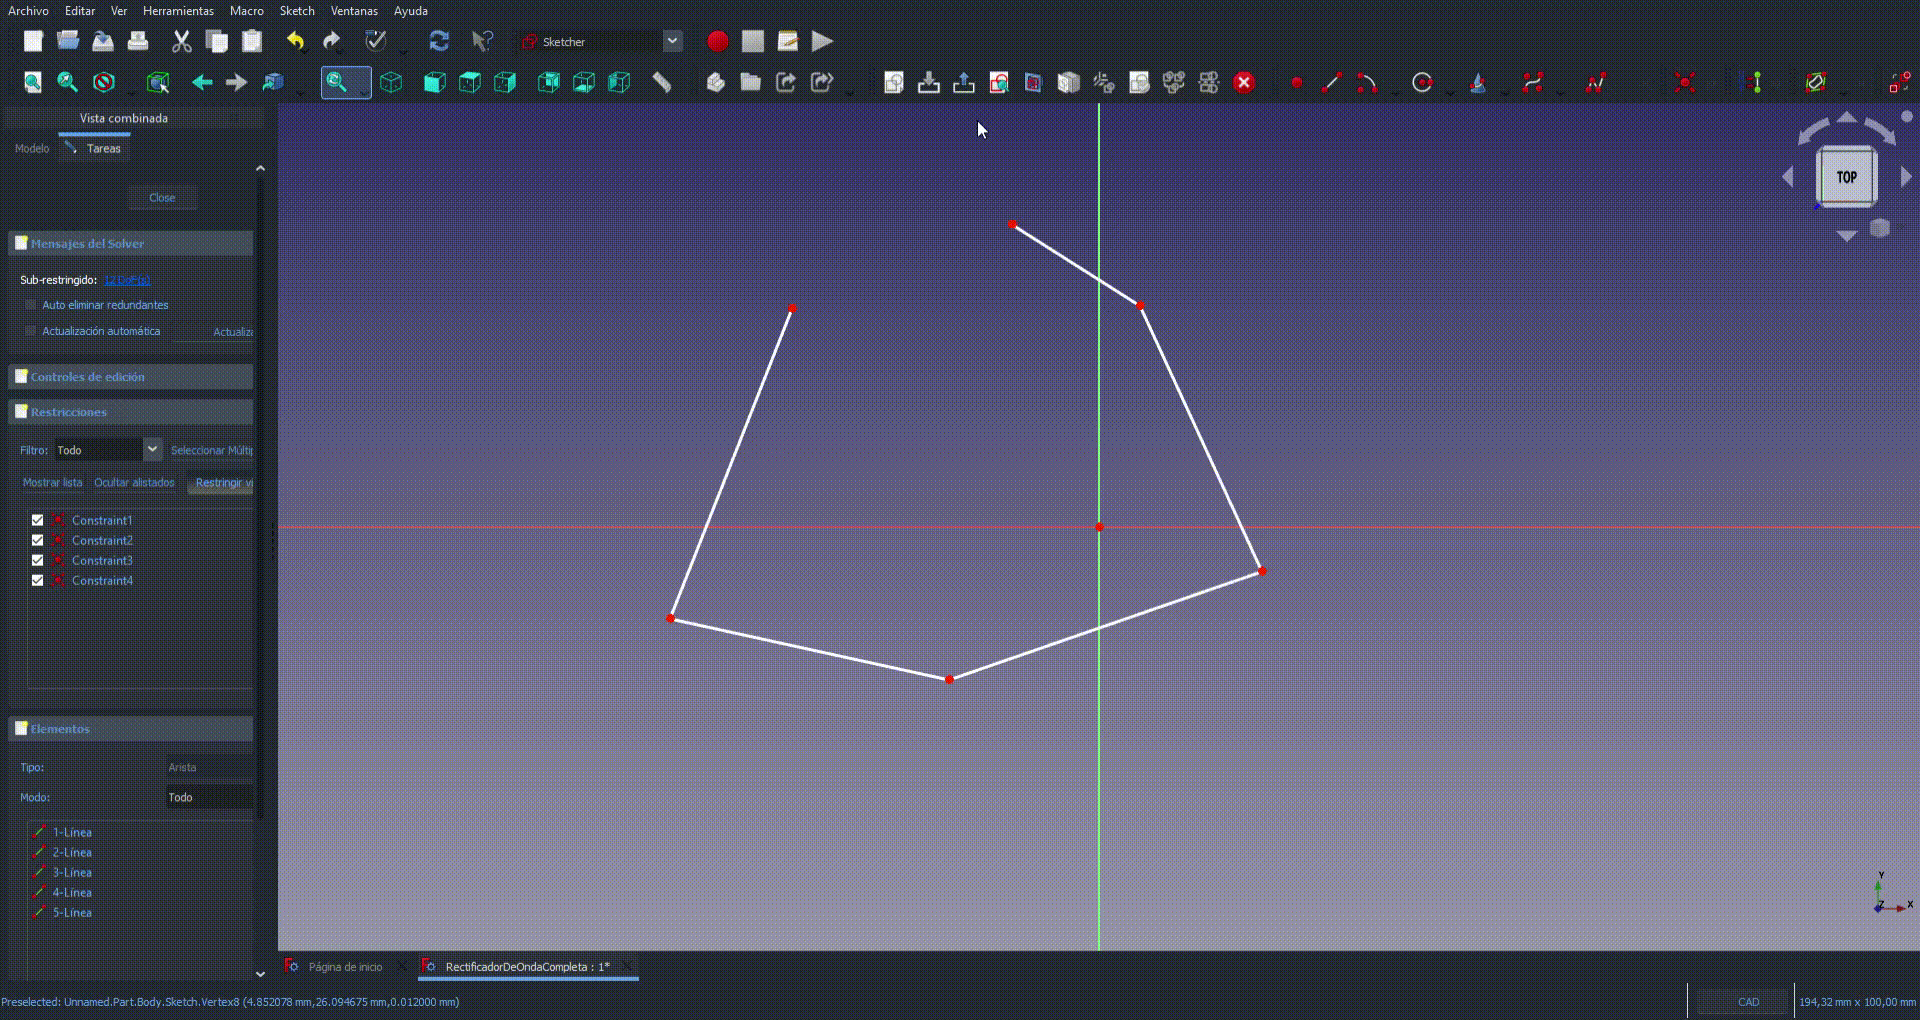 Archivo Editar Ver Herramientas Macro Sketch Ventanas Ayuda
Sketcher
Vista combinada
Modelo Tareas
Close
Mensajes del Solver
Sub-restringido: 12 DoF(s)
Auto eliminar redundantes
Actualización automática Actualiza
Controles de edición
Restricciones
Filtro: Todo Seleccionar Múltip
Mostrar lista Ocultar alistados Restringir vi
Constraint1
Constraint2
Constraint3
Constraint4
Elementos
Tipo: Arista
Modo: Todo
1-Línea
2-Línea
3-Línea
4-Línea
5-Línea
TOP
Y
Z X
Página de inicio RectificadorDeOndaCompleta : 1*
Preselected: Unnamed.Part.Body.Sketch.Vertex8 (4.852078 mm,26.094675 mm,0.012000 mm) CAD 194,32 mm x 100,00 mm